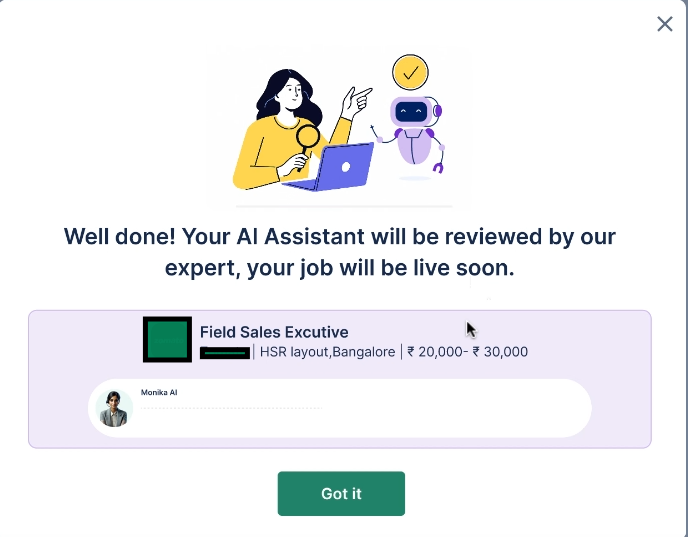 Well done! Your AI Assistant will be reviewed by our
expert, your job will be live soon.
Field Sales Excutive
| HSR layout,Bangalore | ₹ 20,000- ₹ 30,000
Monika AI
Got it